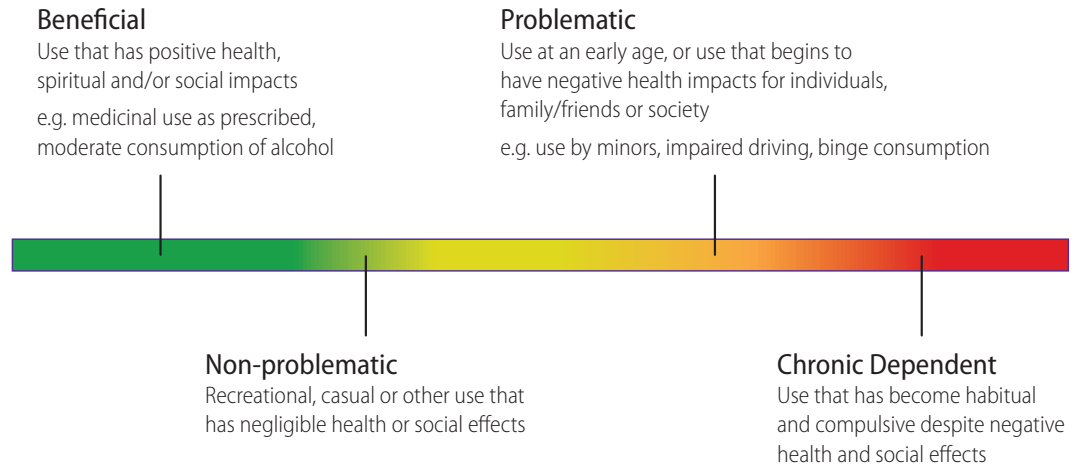 Beneficial
Use that has positive health,
spiritual and/or social impacts
e.g. medicinal use as prescribed,
moderate consumption of alcohol
Problematic
Use at an early age, or use that begins to
have negative health impacts for individuals,
family/friends or society
e.g. use by minors, impaired driving, binge consumption
Non-problematic
Recreational, casual or other use that
has negligible health or social effects
Chronic Dependent
Use that has become habitual
and compulsive despite negative
health and social effects